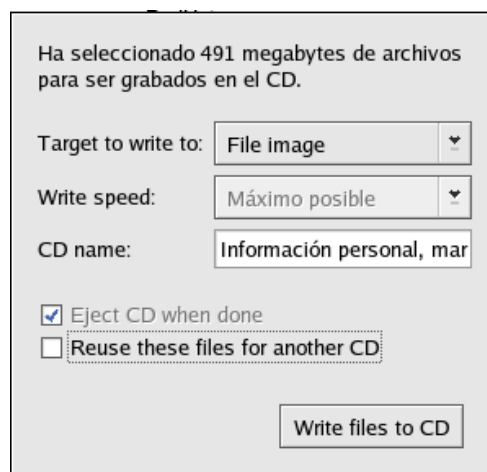 Ha seleccionado 491 megabytes de archivos
para ser grabados en el CD.
Target to write to: File image
Write speed: Máximo posible
CD name: Información personal, mar
Eject CD when done
Reuse these files for another CD
Write files to CD